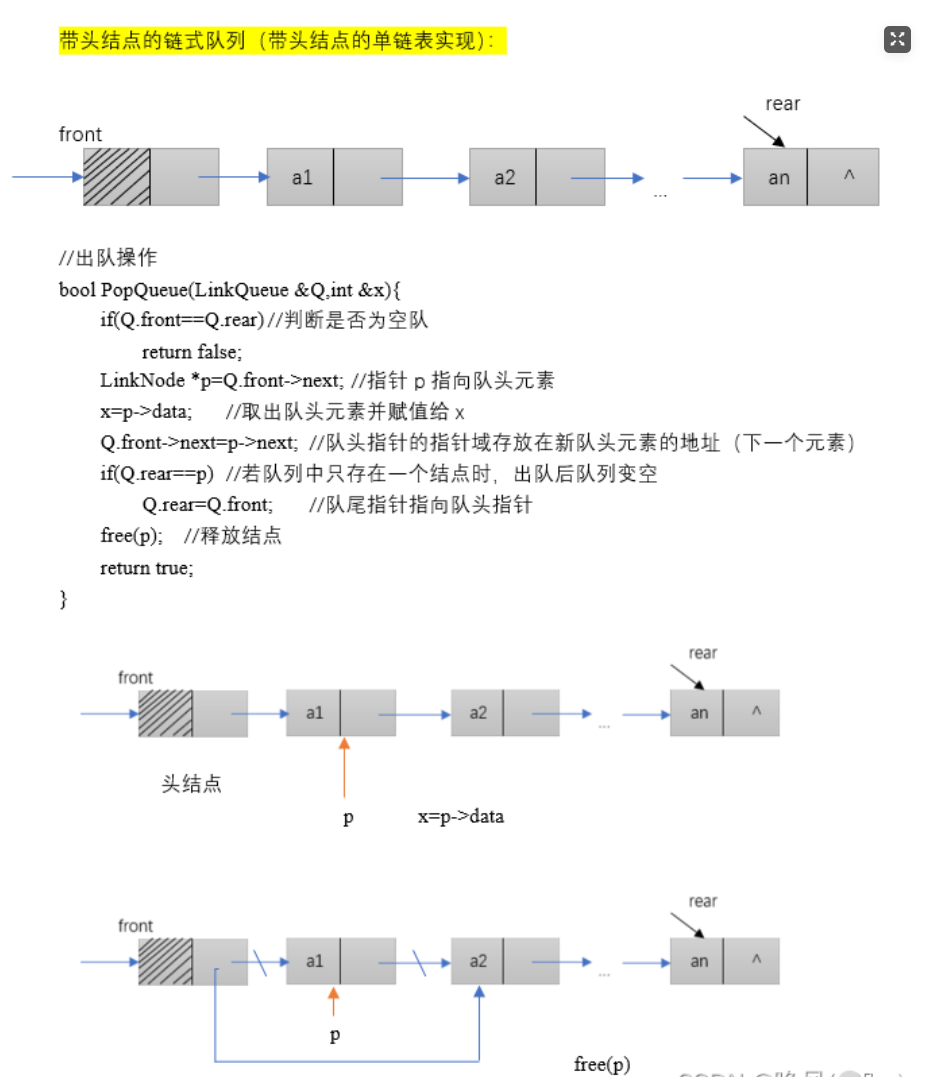 带头结点的链式队列（带头结点的单链表实现）：
rear
front
a1 a2 ... an ^
//出队操作
bool PopQueue(LinkQueue &Q,int &x){
if(Q.front==Q.rear)//判断是否为空队
return false;
LinkNode *p=Q.front->next; //指针 p 指向队头元素
x=p->data; //取出队头元素并赋值给 x
Q.front->next=p->next; //队头指针的指针域存放在新队头元素的地址（下一个元素）
if(Q.rear==p) //若队列中只存在一个结点时，出队后队列变空
Q.rear=Q.front; //队尾指针指向队头指针
free(p); //释放结点
return true;
}
rear
front
a1 a2 ... an ^
头结点
p x=p->data
rear
front
a1 a2 ... an ^
p
free(p)